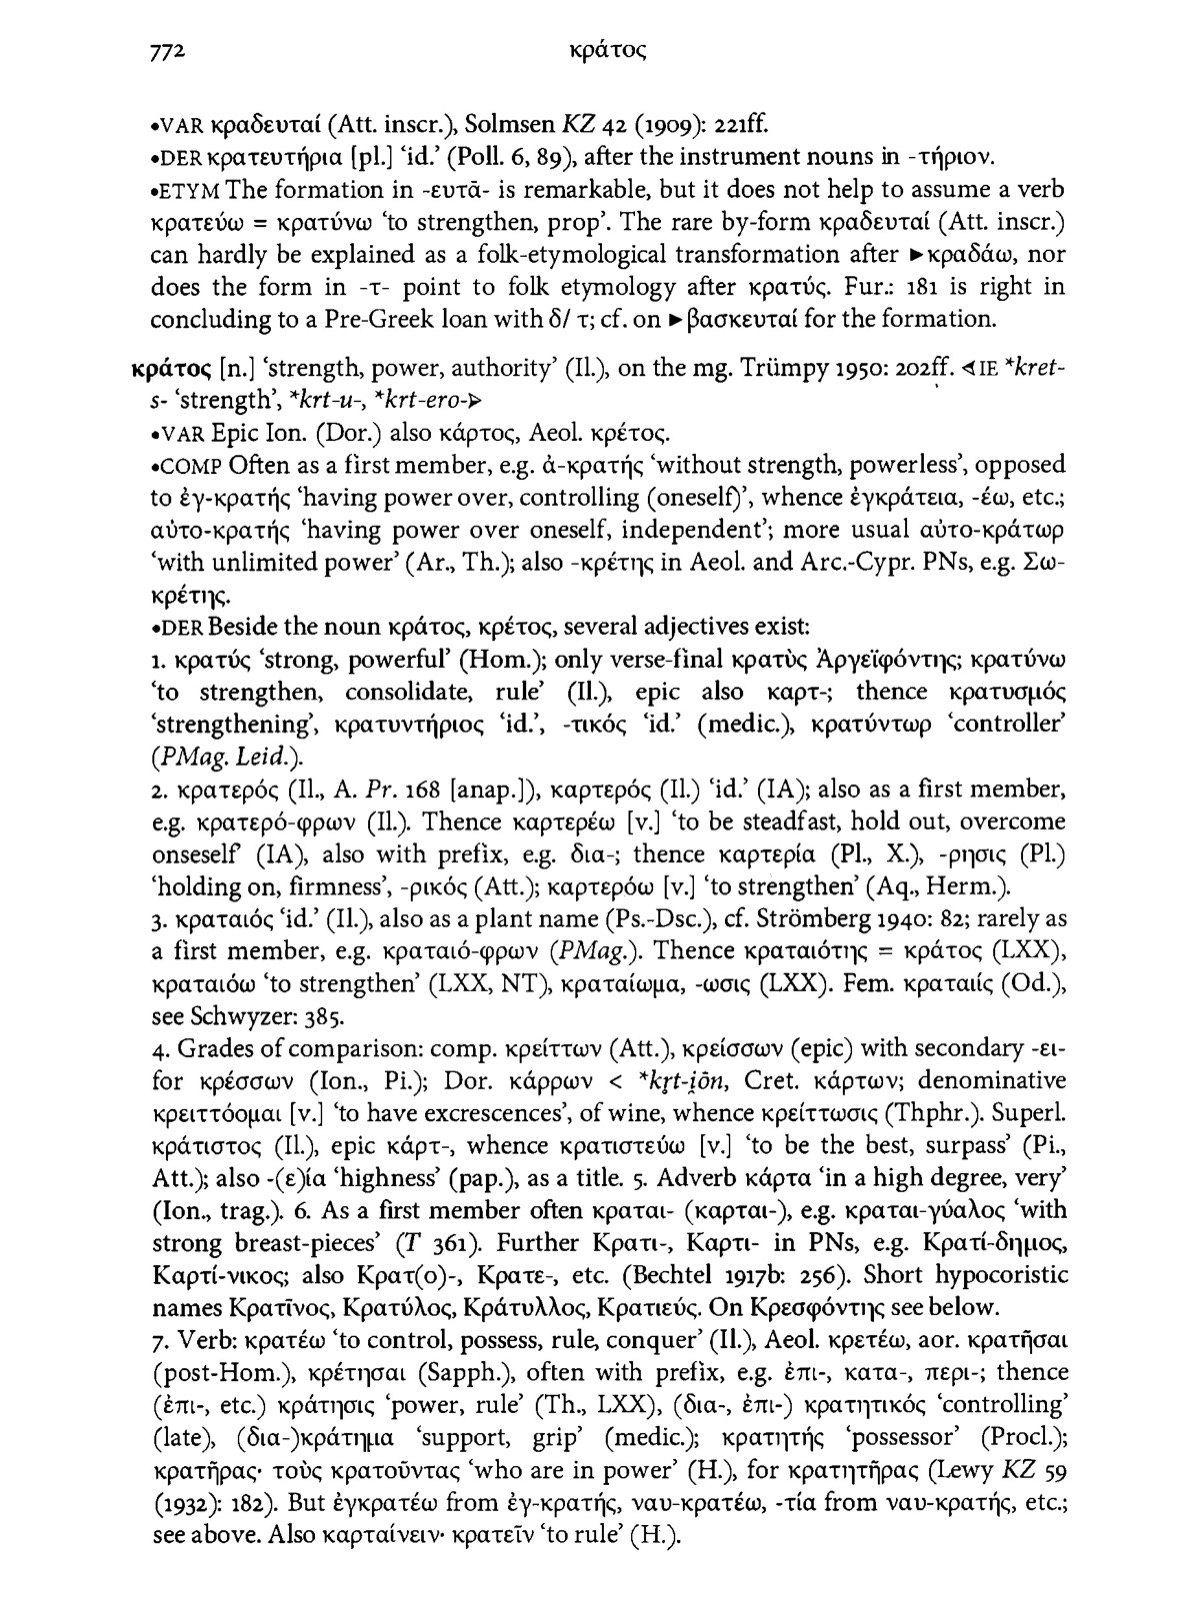 772
κράτος
•VAR κραδευταί (Att. inscr.), Solmsen KZ 42 (1909): 221ff.
•DER κρατευτήρια [pl.] ‘id.’ (Poll. 6, 89), after the instrument nouns in -τήριον.
•ETYM The formation in -ευτᾱ- is remarkable, but it does not help to assume a verb
κρατεύω = κρατύνω ‘to strengthen, prop’. The rare by-form κραδευταί (Att. inscr.)
can hardly be explained as a folk-etymological transformation after ►κραδάω, nor
does the form in -τ- point to folk etymology after κρατύς. Fur.: 181 is right in
concluding to a Pre-Greek loan with δ/ τ; cf. on ►βασκευταί for the formation.
κράτος [n.] ‘strength, power, authority’ (Il.), on the mg. Trümpy 1950: 202ff. ⊰IE *kret-
s- ‘strength’, *krt-u-, *krt-ero-⊱
•VAR Epic Ion. (Dor.) also κάρτος, Aeol. κρέτος.
•COMP Often as a first member, e.g. ἀ-κρατής ‘without strength, powerless’, opposed
to ἐγ-κρατής ‘having power over, controlling (oneself)’, whence ἐγκράτεια, -έω, etc.;
αὐτο-κρατής ‘having power over oneself, independent’; more usual αὐτο-κράτωρ
‘with unlimited power’ (Ar., Th.); also -κρέτης in Aeol. and Arc.-Cypr. PNs, e.g. Σω-
κρέτης.
•DER Beside the noun κράτος, κρέτος, several adjectives exist:
1. κρατύς ‘strong, powerful’ (Hom.); only verse-final κρατὺς Ἀργεϊφόντης; κρατύνω
‘to strengthen, consolidate, rule’ (Il.), epic also καρτ-; thence κρατυσμός
‘strengthening’, κρατυντήριος ‘id.’, -τικός ‘id.’ (medic.), κρατύντωρ ‘controller’
(PMag. Leid.).
2. κρατερός (Il., A. Pr. 168 [anap.]), καρτερός (Il.) ‘id.’ (IA); also as a first member,
e.g. κρατερό-φρων (Il.). Thence καρτερέω [v.] ‘to be steadfast, hold out, overcome
onseself’ (IA), also with prefix, e.g. δια-; thence καρτερία (Pl., X.), -ρησις (Pl.)
‘holding on, firmness’, -ρικός (Att.); καρτερόω [v.] ‘to strengthen’ (Aq., Herm.).
3. κραταιός ‘id.’ (Il.), also as a plant name (Ps.-Dsc.), cf. Strömberg 1940: 82; rarely as
a first member, e.g. κραταιό-φρων (PMag.). Thence κραταιότης = κράτος (LXX),
κραταιόω ‘to strengthen’ (LXX, NT), κραταίωμα, -ωσις (LXX). Fem. κραταιίς (Od.),
see Schwyzer: 385.
4. Grades of comparison: comp. κρείττων (Att.), κρείσσων (epic) with secondary -ει-
for κρέσσων (Ion., Pi.); Dor. κάρρων < *kr̥t-i̯ōn, Cret. κάρτων; denominative
κρειττόομαι [v.] ‘to have excrescences’, of wine, whence κρείττωσις (Thphr.). Superl.
κράτιστος (Il.), epic κάρτ-, whence κρατιστεύω [v.] ‘to be the best, surpass’ (Pi.,
Att.); also -(ε)ία ‘highness’ (pap.), as a title. 5. Adverb κάρτα ‘in a high degree, very’
(Ion., trag.). 6. As a first member often κραται- (καρται-), e.g. κραται-γύαλος ‘with
strong breast-pieces’ (T 361). Further Κρατι-, Καρτι- in PNs, e.g. Κρατί-δημος,
Καρτί-νικος; also Κρατ(ο)-, Κρατε-, etc. (Bechtel 1917b: 256). Short hypocoristic
names Κρατῖνος, Κρατύλος, Κράτυλλος, Κρατιεύς. On Κρεσφόντης see below.
7. Verb: κρατέω ‘to control, possess, rule, conquer’ (Il.), Aeol. κρετέω, aor. κρατῆσαι
(post-Hom.), κρέτησαι (Sapph.), often with prefix, e.g. ἐπι-, κατα-, περι-; thence
(ἐπι-, etc.) κράτησις ‘power, rule’ (Th., LXX), (δια-, ἐπι-) κρατητικός ‘controlling’
(late), (δια-)κράτημα ‘support, grip’ (medic.); κρατητής ‘possessor’ (Procl.);
κρατῆρας· τοὺς κρατοῦντας ‘who are in power’ (H.), for κρατητῆρας (Lewy KZ 59
(1932): 182). But ἐγκρατέω from ἐγ-κρατής, ναυ-κρατέω, -τία from ναυ-κρατής, etc.;
see above. Also καρταίνειν· κρατεῖν ‘to rule’ (H.).